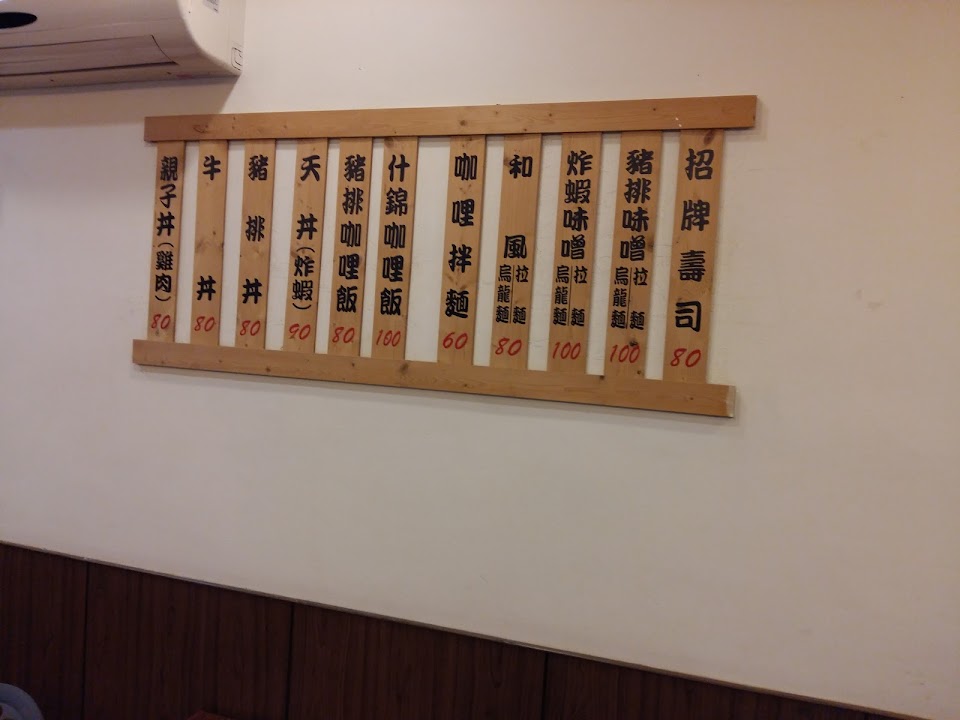 招牌壽司 80
豬排味噌拉麵 烏龍麵 100
炸蝦味噌拉麵 烏龍麵 100
和風拉麵 烏龍麵 80
咖哩拌麵 60
什錦咖哩飯 100
豬排咖哩飯 80
天丼(炸蝦) 90
豬排丼 80
牛丼 80
親子丼(雞肉) 80